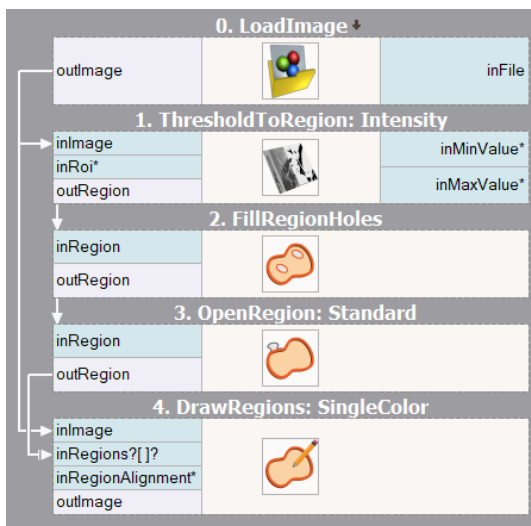 0. LoadImage
outImage
inFile
1. ThresholdToRegion: Intensity
inImage
inMinValue*
inRoi*
inMaxValue*
outRegion
2. FillRegionHoles
inRegion
outRegion
3. OpenRegion: Standard
inRegion
outRegion
4. DrawRegions: SingleColor
inImage
inRegions?[]?
inRegionAlignment*
outImage